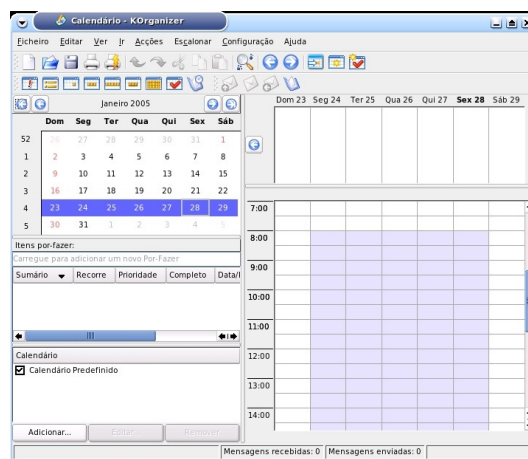 Calendário - KOrganizer
Ficheiro Editar Ver Ir Acções Escalonar Configuração Ajuda
Janeiro 2005
Dom Seg Ter Qua Qui Sex Sáb
52 26 27 28 29 30 31 1
1 2 3 4 5 6 7 8
2 9 10 11 12 13 14 15
3 16 17 18 19 20 21 22
4 23 24 25 26 27 28 29
5 30 31 1 2 3 4 5
Itens por-fazer:
Carregue para adicionar um novo Por-Fazer
Sumário Recorre Prioridade Completo Data/
Calendário
Calendário Predefinido
Adicionar... Editar... Remover
Dom 23 Seg 24 Ter 25 Qua 26 Qui 27 Sex 28 Sáb 29
7:00
8:00
9:00
10:00
11:00
12:00
13:00
14:00
Mensagens recebidas: 0 Mensagens enviadas: 0